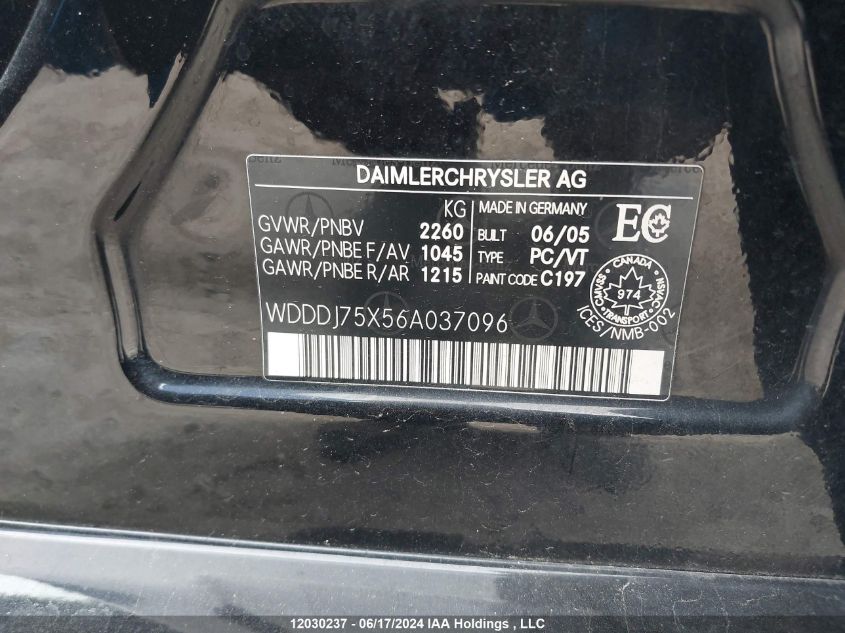 DAIMLERCHRYSLER AG
KG MADE IN GERMANY
GVWR/PNBV 2260 BUILT 06/05 EC
GAWR/PNBE F/AV 1045 TYPE PC/VT
GAWR/PNBE R/AR 1215 PAINT CODE C197
CANADA
SVAC NSVAC
974
TRANSPORT
ICES/NMB-002
WDDDJ75X56A037096
12030237 - 06/17/2024 IAA Holdings , LLC